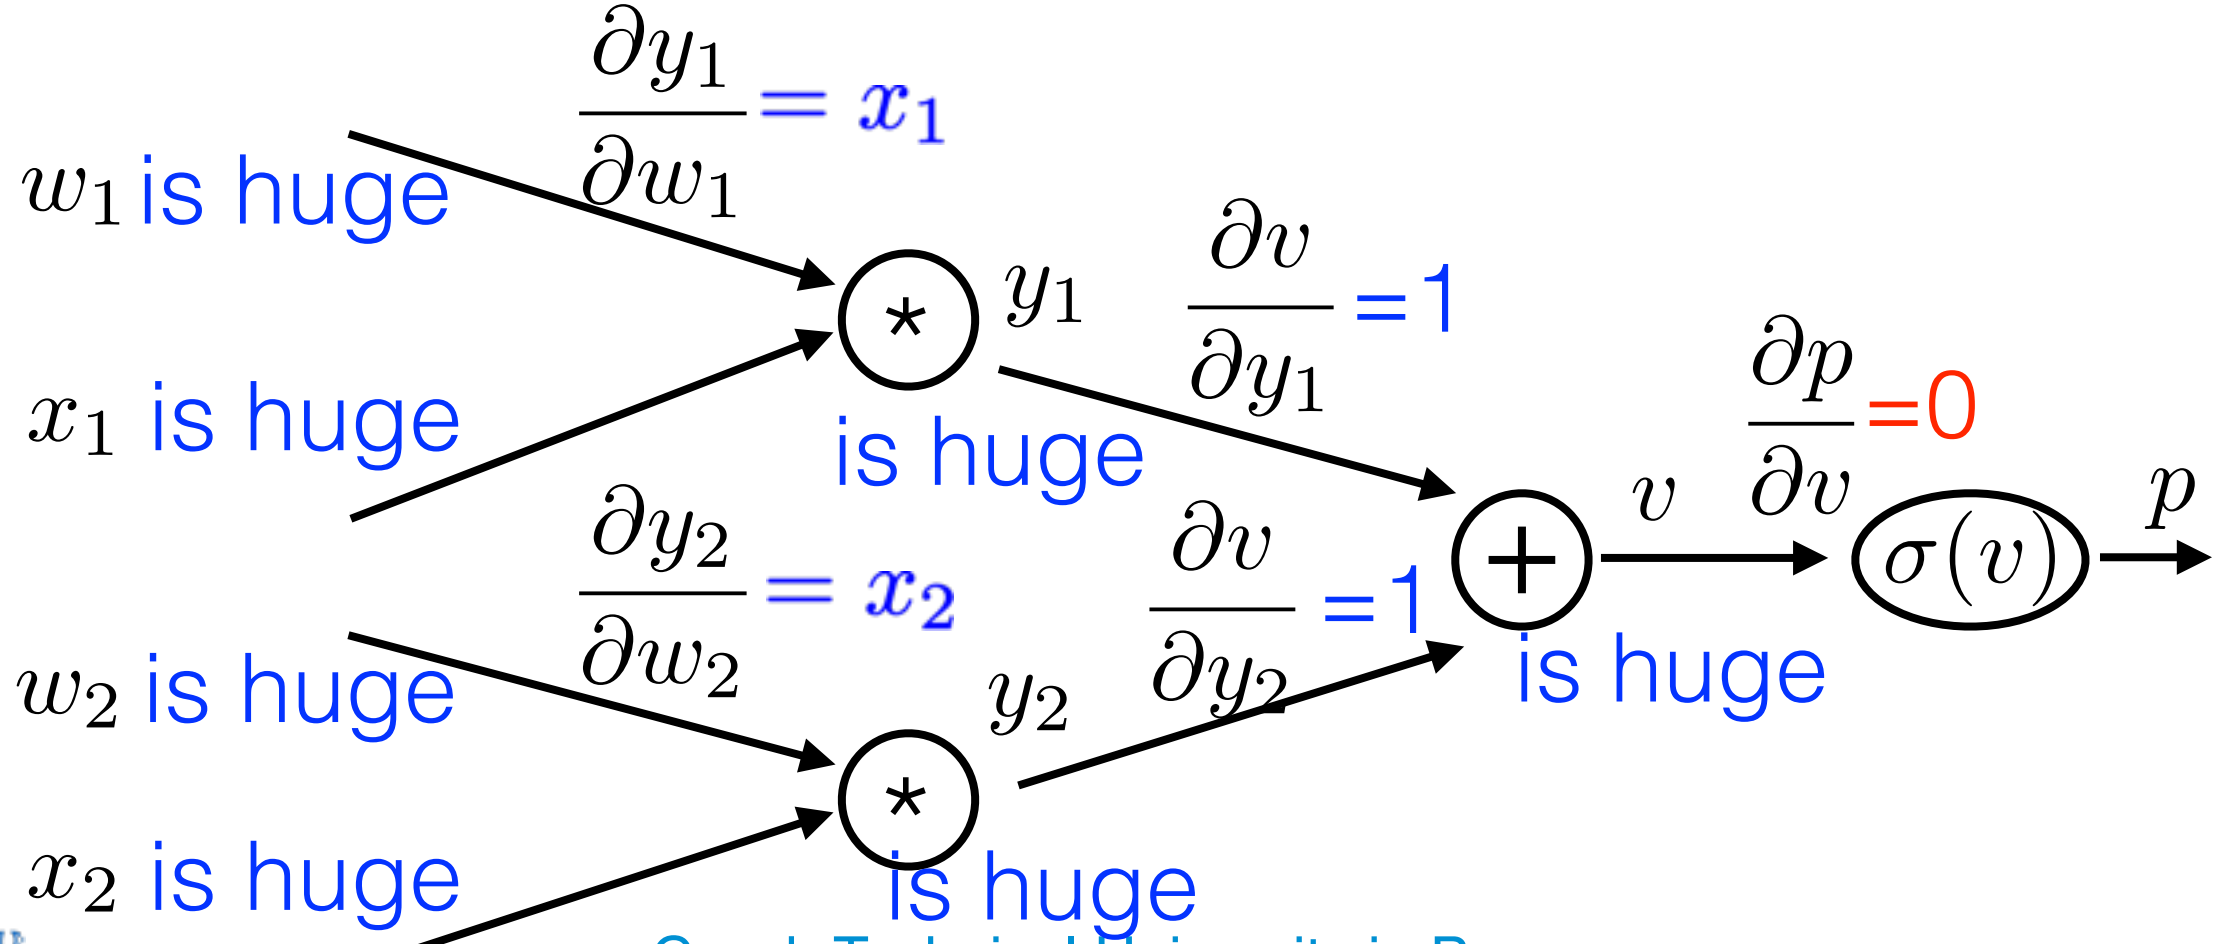 ∂y₁/∂w₁ = x₁
w₁ is huge
x₁ is huge
*
y₁
is huge
∂v/∂y₁ =1
∂p/∂v =0
∂y₂/∂w₂ = x₂
w₂ is huge
x₂ is huge
*
y₂
is huge
∂v/∂y₂ =1
+
is huge
v
σ(v)
p